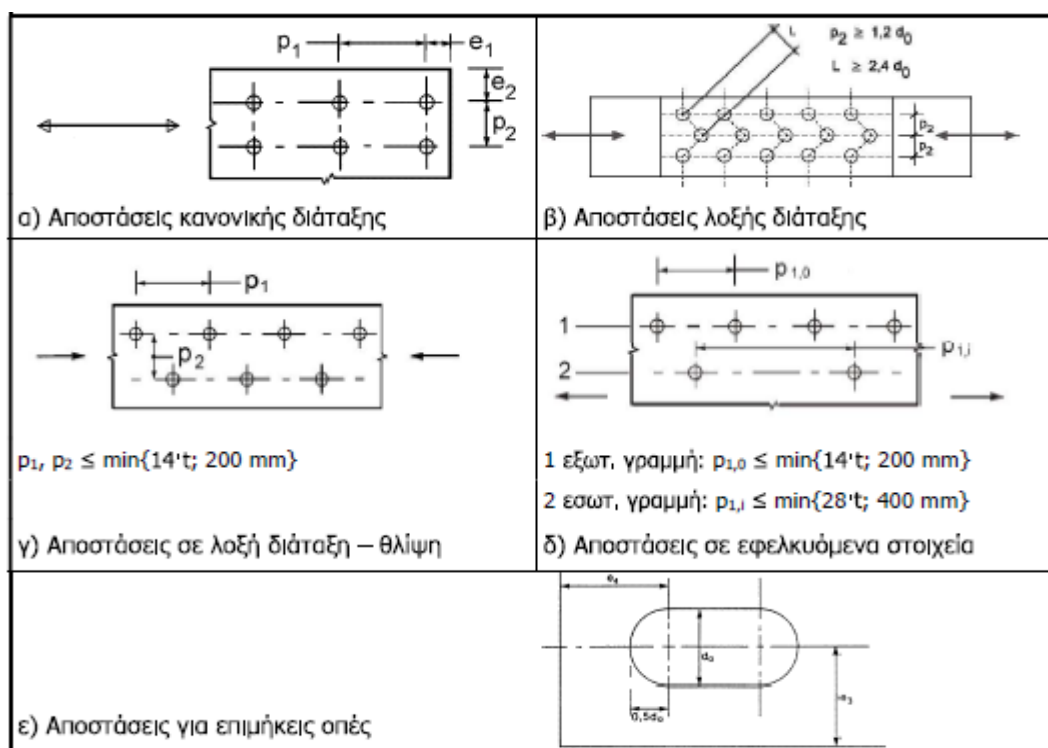 p₁
e₁
e₂
p₂
α) Αποστάσεις κανονικής διάταξης
L
p₂ ≥ 1,2 d₀
L ≥ 2,4 d₀
p₂
p₂
β) Αποστάσεις λοξής διάταξης
p₁
p₂
p₁, p₂ ≤ min{14·t; 200 mm}
γ) Αποστάσεις σε λοξή διάταξη – θλίψη
p₁,₀
1
p₁,ᵢ
2
1 εξωτ. γραμμή: p₁,₀ ≤ min{14·t; 200 mm}
2 εσωτ. γραμμή: p₁,ᵢ ≤ min{28·t; 400 mm}
δ) Αποστάσεις σε εφελκυόμενα στοιχεία
e₄
d₀
e₃
0,5d₀
ε) Αποστάσεις για επιμήκεις οπές